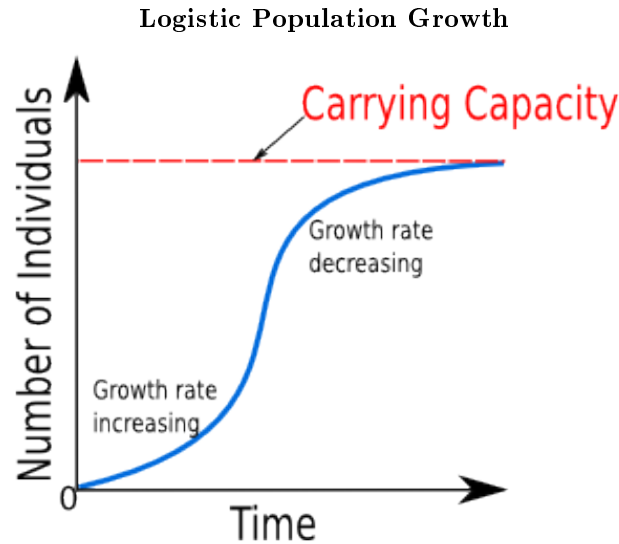 Logistic Population Growth
Carrying Capacity
Number of Individuals
Growth rate
decreasing
Growth rate
increasing
0
Time